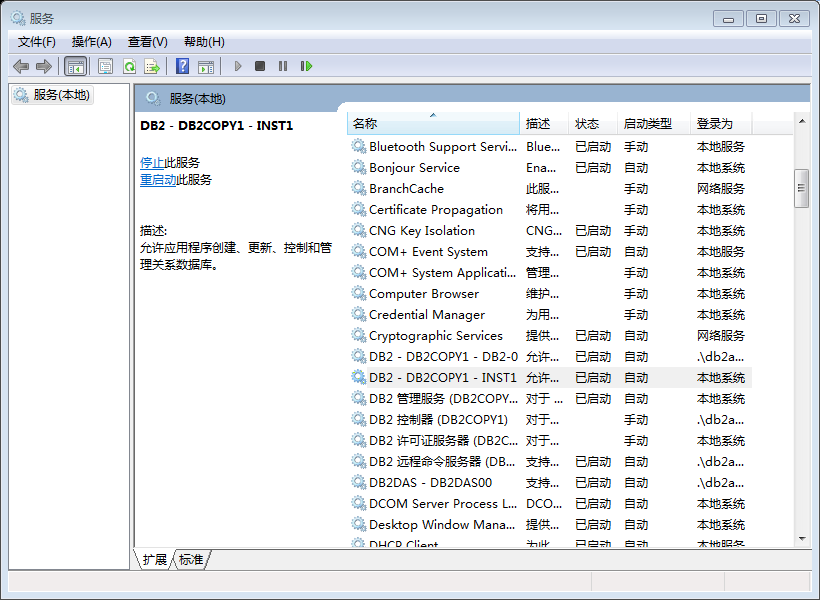 服务
文件(F) 操作(A) 查看(V) 帮助(H)
服务(本地)
服务(本地)
DB2 - DB2COPY1 - INST1
停止此服务
重启动此服务
描述:
允许应用程序创建、更新、控制和管
理关系数据库。
名称 描述 状态 启动类型 登录为
Bluetooth Support Servi... Blue... 已启动 手动 本地服务
Bonjour Service Ena... 已启动 自动 本地系统
BranchCache 此服... 手动 网络服务
Certificate Propagation 将用... 手动 本地系统
CNG Key Isolation CNG... 已启动 手动 本地系统
COM+ Event System 支持... 已启动 自动 本地服务
COM+ System Applicati... 管理... 手动 本地系统
Computer Browser 维护... 手动 本地系统
Credential Manager 为用... 手动 本地系统
Cryptographic Services 提供... 已启动 自动 网络服务
DB2 - DB2COPY1 - DB2-0 允许... 已启动 自动 .\db2a...
DB2 - DB2COPY1 - INST1 允许... 已启动 自动 本地系统
DB2 管理服务 (DB2COPY... 对于 ... 已启动 自动 本地系统
DB2 控制器 (DB2COPY1) 对于... 手动 .\db2a...
DB2 许可证服务器 (DB2C... 对于... 手动 本地系统
DB2 远程命令服务器 (DB... 支持... 已启动 自动 .\db2a...
DB2DAS - DB2DAS00 支持... 已启动 自动 .\db2a...
DCOM Server Process L... DCO... 已启动 自动 本地系统
Desktop Window Mana... 提供... 已启动 自动 本地系统
DHCP Client 为此... 已启动 自动 本地服务
扩展 标准